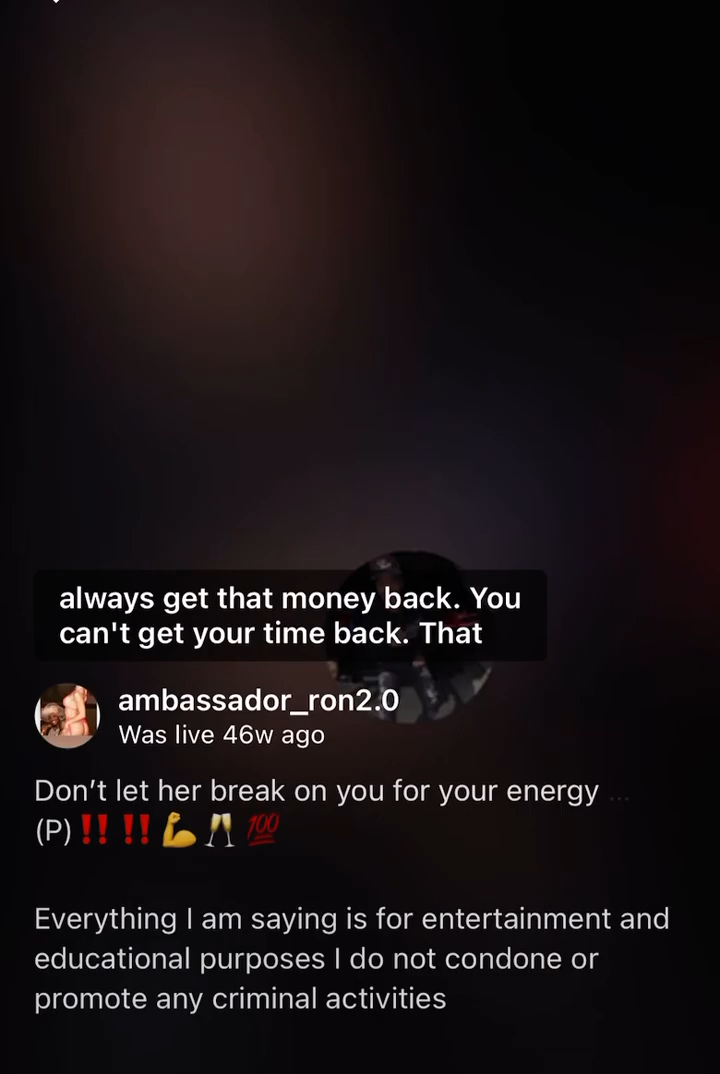 always get that money back. You
can't get your time back. That
ambassador_ron2.0
Was live 46w ago
Don’t let her break on you for your energy ...
(P)‼️ ‼️ 💪🥂 💯
Everything I am saying is for entertainment and
educational purposes I do not condone or
promote any criminal activities